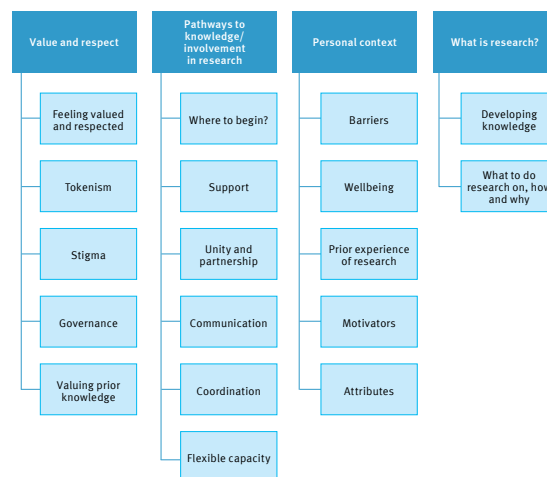 Value and respect
Feeling valued
and respected
Tokenism
Stigma
Governance
Valuing prior
knowledge
Pathways to
knowledge/
involvement
in research
Where to begin?
Support
Unity and
partnership
Communication
Coordination
Flexible capacity
Personal context
Barriers
Wellbeing
Prior experience
of research
Motivators
Attributes
What is research?
Developing
knowledge
What to do
research on, how
and why